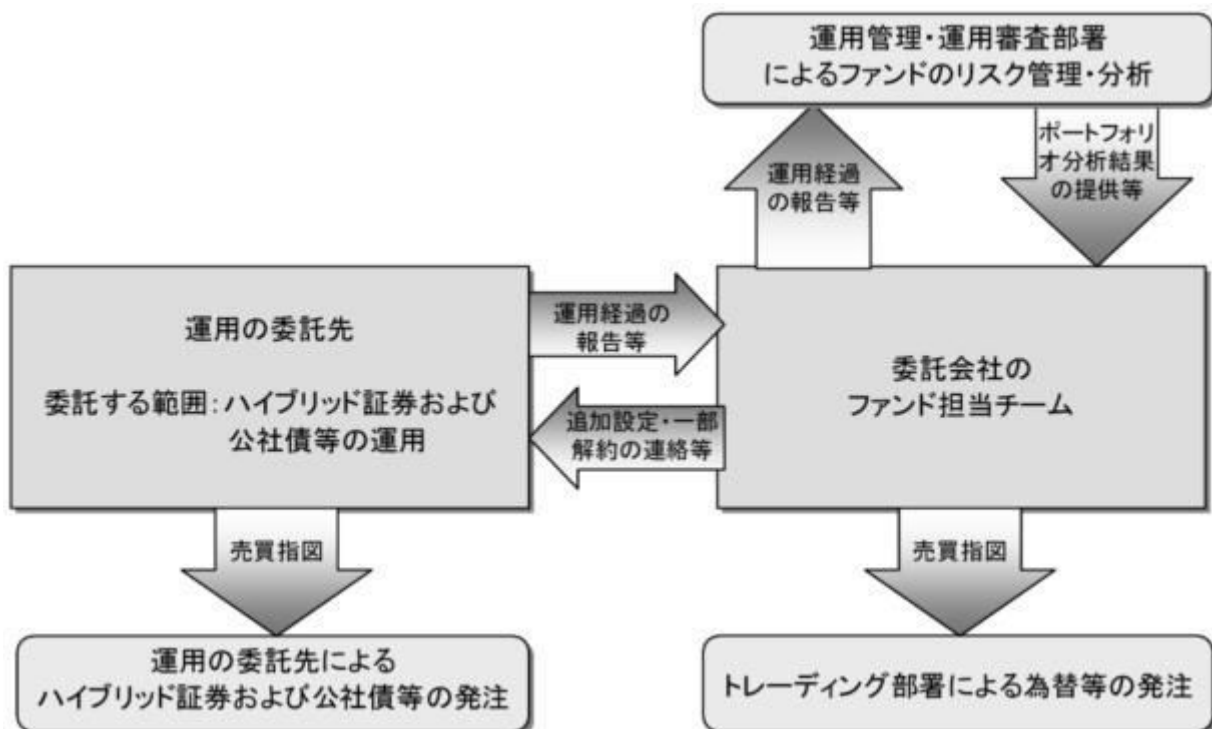 運用管理・運用審査部署
によるファンドのリスク管理・分析
運用経過
の報告等
ポートフォリ
オ分析結果
の提供等
運用の委託先
委託する範囲：ハイブリッド証券および
公社債等の運用
運用経過の
報告等
追加設定・一部
解約の連絡等
委託会社の
ファンド担当チーム
売買指図
売買指図
運用の委託先による
ハイブリッド証券および公社債等の発注
トレーディング部署による為替等の発注